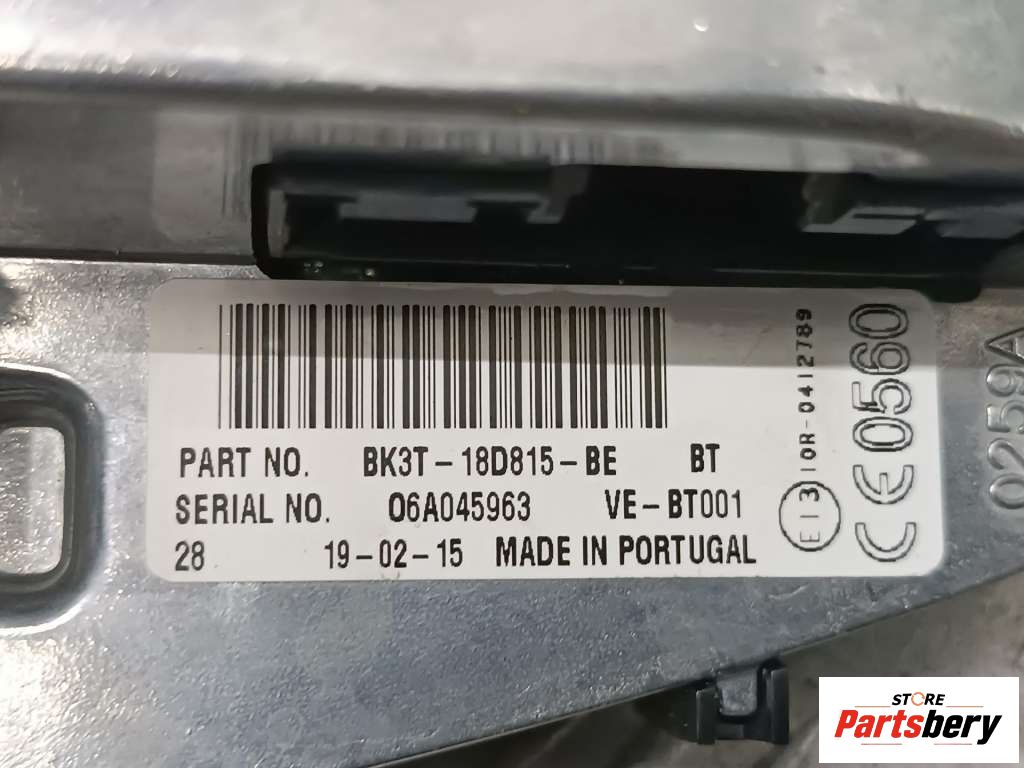 PART NO. BK3T-18D815-BE BT
SERIAL NO. 06A045963 VE-BT001
28 19-02-15 MADE IN PORTUGAL
E13 10R-0412789
CE0560
0259A
STORE
Partsbery